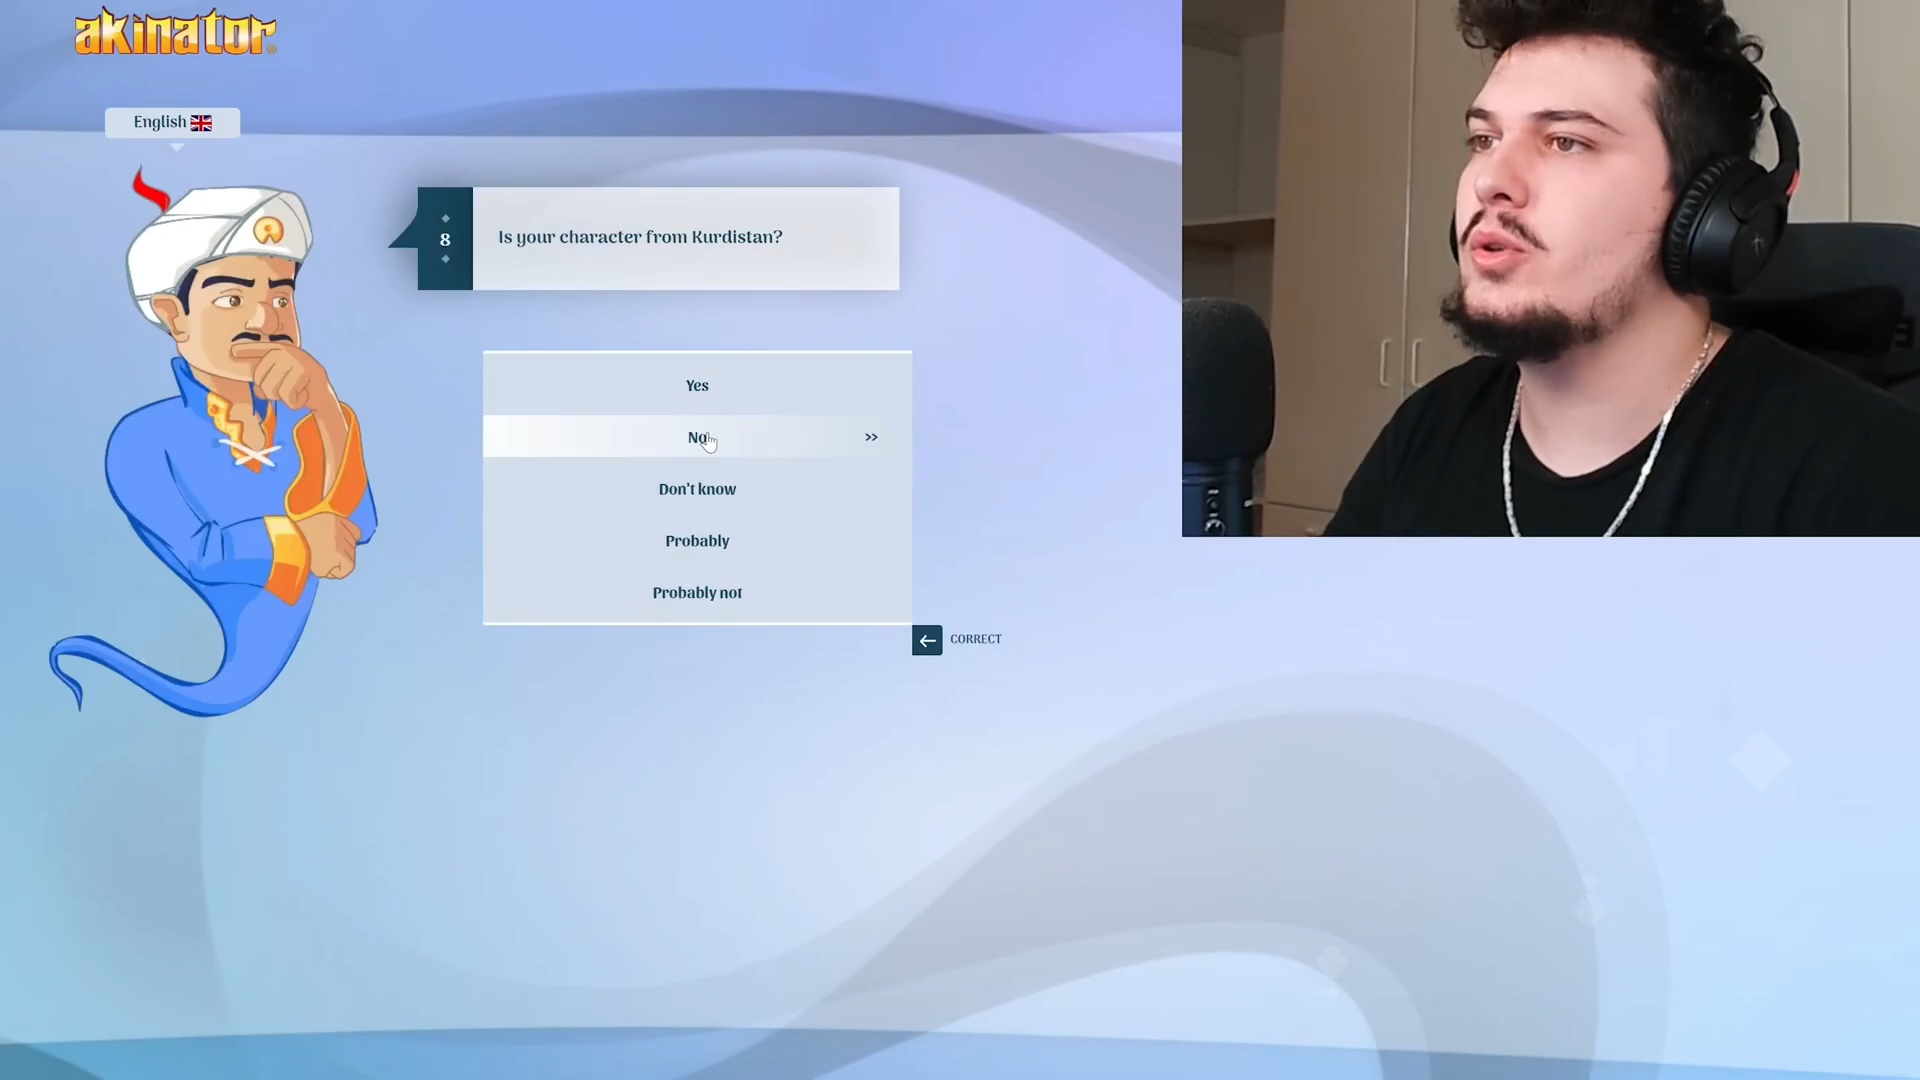 akinator
English
8
Is your character from Kurdistan?
Yes
No
>>
Don't know
Probably
Probably not
CORRECT